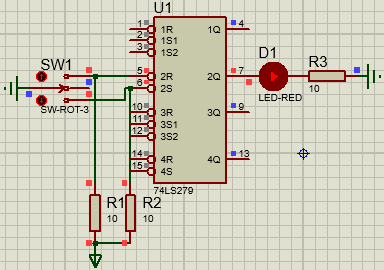 U1
SW1
SW-ROT-3
1 1R 1Q 4
2 1S1
3 1S2
5 2R 2Q 7
6 2S
10 3R 3Q 9
11 3S1
12 3S2
14 4R 4Q 13
15 4S
74LS279
D1
LED-RED
R3
10
R1
10
R2
10